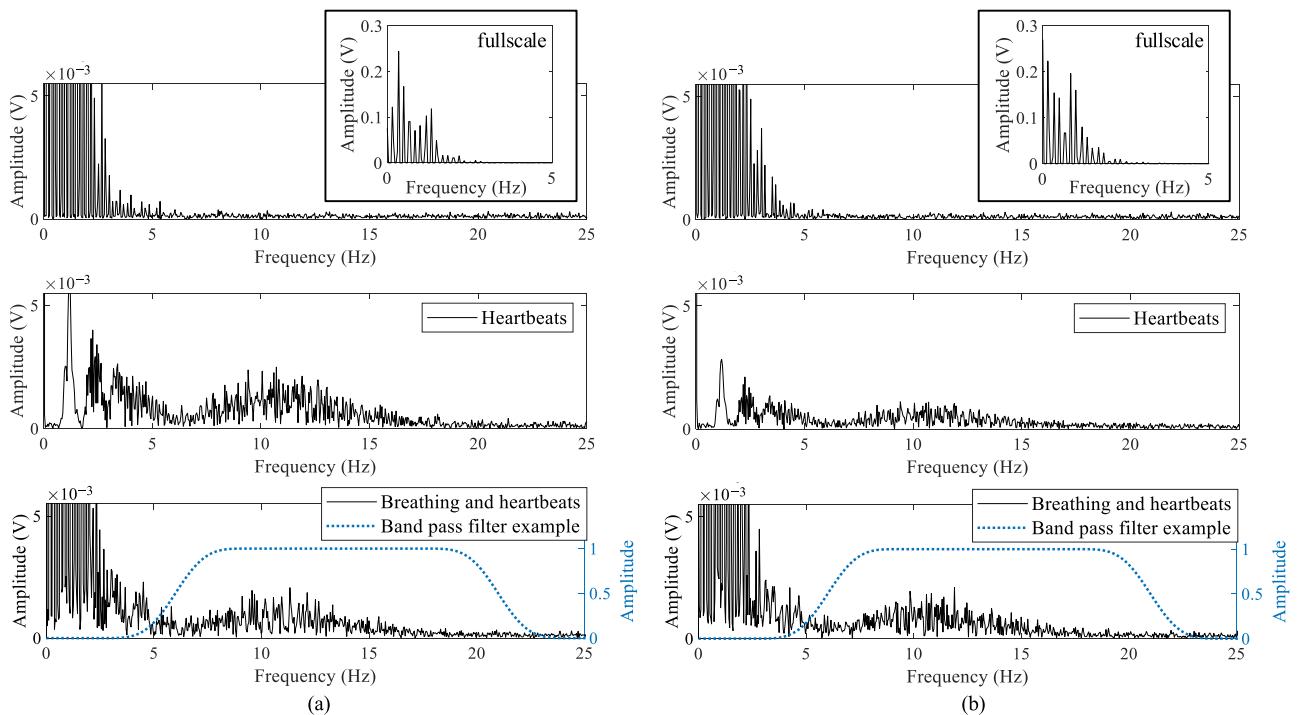 0.3
fullscale
0.2
0.1
0
0
5
Amplitude (V)
Frequency (Hz)
×10⁻³
5
0
Amplitude (V)
0 5 10 15 20 25
Frequency (Hz)
0.3
fullscale
0.2
0.1
0
0
5
Amplitude (V)
Frequency (Hz)
×10⁻³
5
0
Amplitude (V)
0 5 10 15 20 25
Frequency (Hz)
×10⁻³
5
0
Amplitude (V)
Heartbeats
0 5 10 15 20 25
Frequency (Hz)
×10⁻³
5
0
Amplitude (V)
Heartbeats
0 5 10 15 20 25
Frequency (Hz)
×10⁻³
5
0
Amplitude (V)
Breathing and heartbeats
Band pass filter example
1
0.5
0
Amplitude
0 5 10 15 20 25
Frequency (Hz)
(a)
×10⁻³
5
0
Amplitude (V)
Breathing and heartbeats
Band pass filter example
1
0.5
0
Amplitude
0 5 10 15 20 25
Frequency (Hz)
(b)